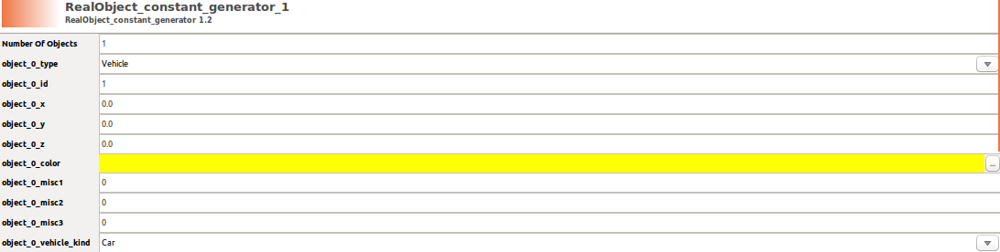 RealObject_constant_generator_1
RealObject_constant_generator 1.2
Number Of Objects 1
object_0_type Vehicle
object_0_id 1
object_0_x 0.0
object_0_y 0.0
object_0_z 0.0
object_0_color ...
object_0_misc1 0
object_0_misc2 0
object_0_misc3 0
object_0_vehicle_kind Car